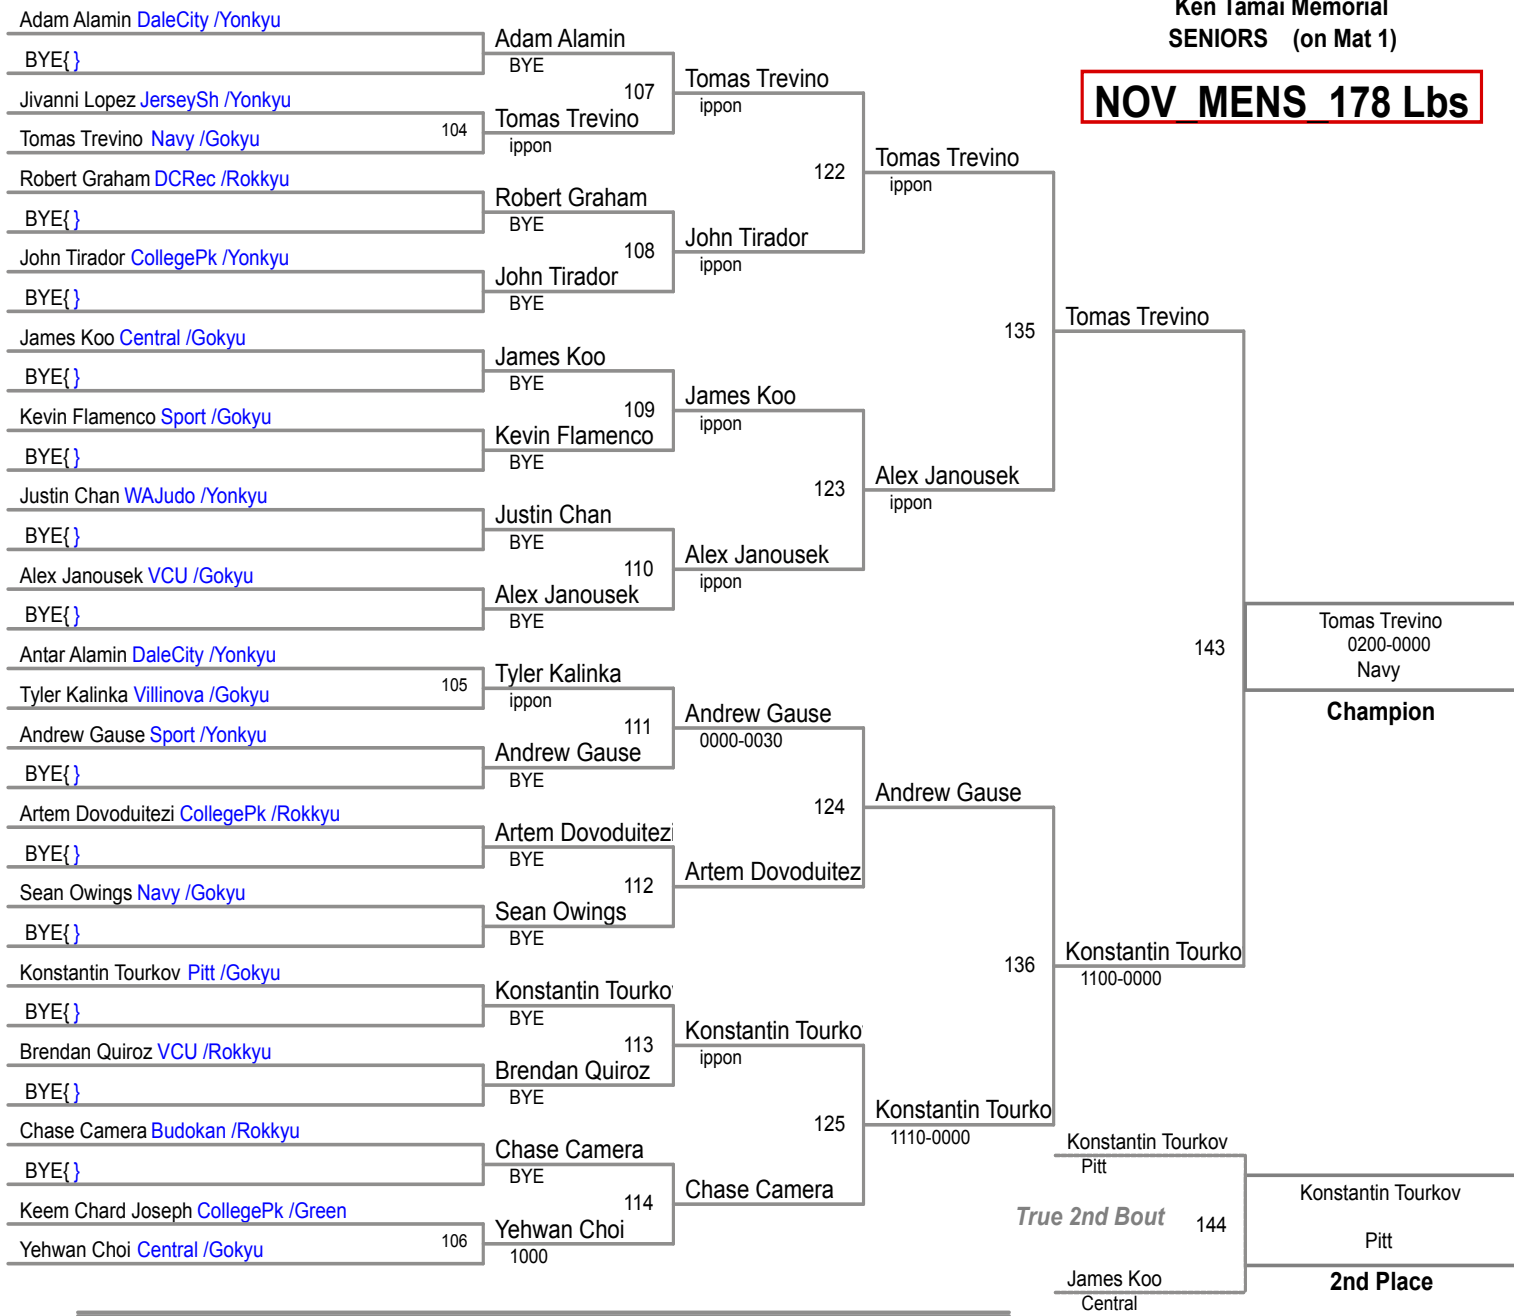 Ken Tamai Memorial
SENIORS (on Mat 1)
NOV_MENS_178 Lbs
Adam Alamin DaleCity /Yonkyu
BYE{ }
Jivanni Lopez JerseySh /Yonkyu
Tomas Trevino Navy /Gokyu
Robert Graham DCRec /Rokkyu
BYE{ }
John Tirador CollegePk /Yonkyu
BYE{ }
James Koo Central /Gokyu
BYE{ }
Kevin Flamenco Sport /Gokyu
BYE{ }
Justin Chan WAJudo /Yonkyu
BYE{ }
Alex Janousek VCU /Gokyu
BYE{ }
Antar Alamin DaleCity /Yonkyu
Tyler Kalinka Villinova /Gokyu
Andrew Gause Sport /Yonkyu
BYE{ }
Artem Dovoduitezi CollegePk /Rokkyu
BYE{ }
Sean Owings Navy /Gokyu
BYE{ }
Konstantin Tourkov Pitt /Gokyu
BYE{ }
Brendan Quiroz VCU /Rokkyu
BYE{ }
Chase Camera Budokan /Rokkyu
BYE{ }
Keem Chard Joseph CollegePk /Green
Yehwan Choi Central /Gokyu
104
105
106
Adam Alamin
BYE
107
Tomas Trevino
ippon
Robert Graham
BYE
108
John Tirador
BYE
James Koo
BYE
109
Kevin Flamenco
BYE
Justin Chan
BYE
110
Alex Janousek
BYE
Tyler Kalinka
ippon
111
Andrew Gause
BYE
Artem Dovoduitezi
BYE
112
Sean Owings
BYE
Konstantin Tourko
BYE
113
Brendan Quiroz
BYE
Chase Camera
BYE
114
Yehwan Choi
1000
Tomas Trevino
ippon
122
John Tirador
ippon
James Koo
ippon
123
Alex Janousek
ippon
Andrew Gause
0000-0030
124
Artem Dovoduitez
Konstantin Tourko
ippon
125
Chase Camera
Tomas Trevino
ippon
135
Alex Janousek
ippon
Andrew Gause
136
Konstantin Tourko
1110-0000
Tomas Trevino
143
Konstantin Tourko
1100-0000
Tomas Trevino
0200-0000
Navy
Champion
Konstantin Tourkov
Pitt
True 2nd Bout 144
James Koo
Central
Konstantin Tourkov
Pitt
2nd Place